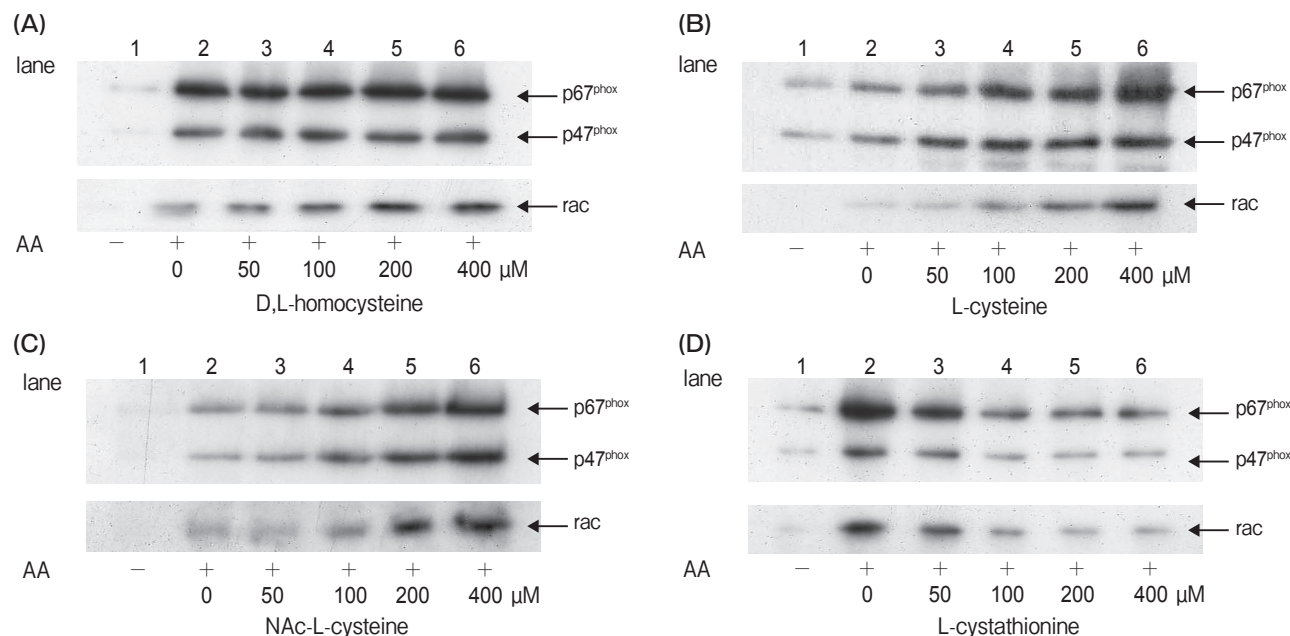 (A)
1 2 3 4 5 6
lane
p67phox
p47phox
rac
AA − + + + + +
0 50 100 200 400 μM
D,L-homocysteine
(B)
1 2 3 4 5 6
lane
p67phox
p47phox
rac
AA − + + + + +
0 50 100 200 400 μM
L-cysteine
(C)
1 2 3 4 5 6
lane
p67phox
p47phox
rac
AA − + + + + +
0 50 100 200 400 μM
NAc-L-cysteine
(D)
1 2 3 4 5 6
lane
p67phox
p47phox
rac
AA − + + + + +
0 50 100 200 400 μM
L-cystathionine